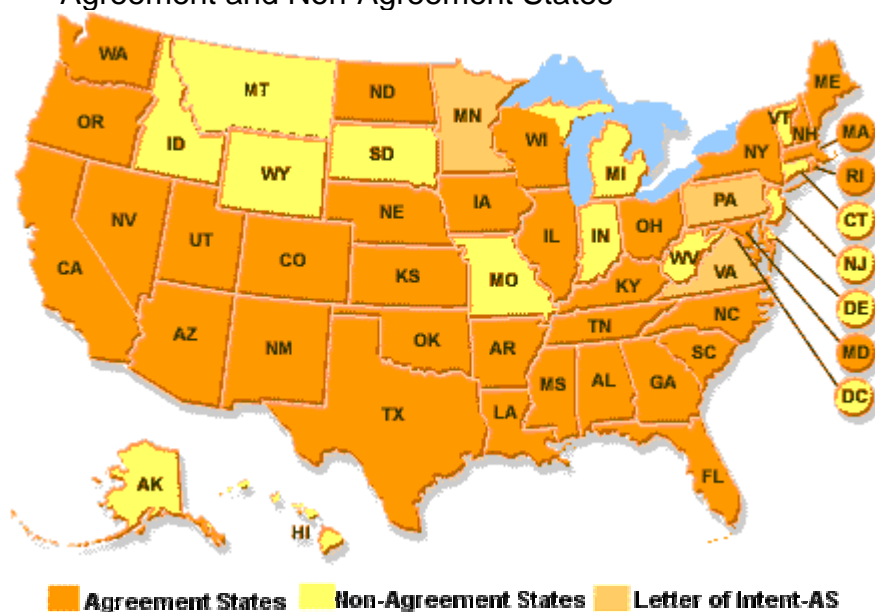 Agreement and Non-Agreement States
WA
MT
ND
MN
ME
OR
ID
SD
WI
VT
NH
MA
WY
MI
NY
RI
NV
UT
NE
IA
IL
IN
OH
PA
CT
CA
CO
KS
MO
WV
VA
NJ
KY
DE
AZ
NM
OK
AR
TN
NC
MD
SC
MS
AL
GA
DC
TX
LA
FL
AK
HI
Agreement States
Non-Agreement States
Letter of Intent-AS